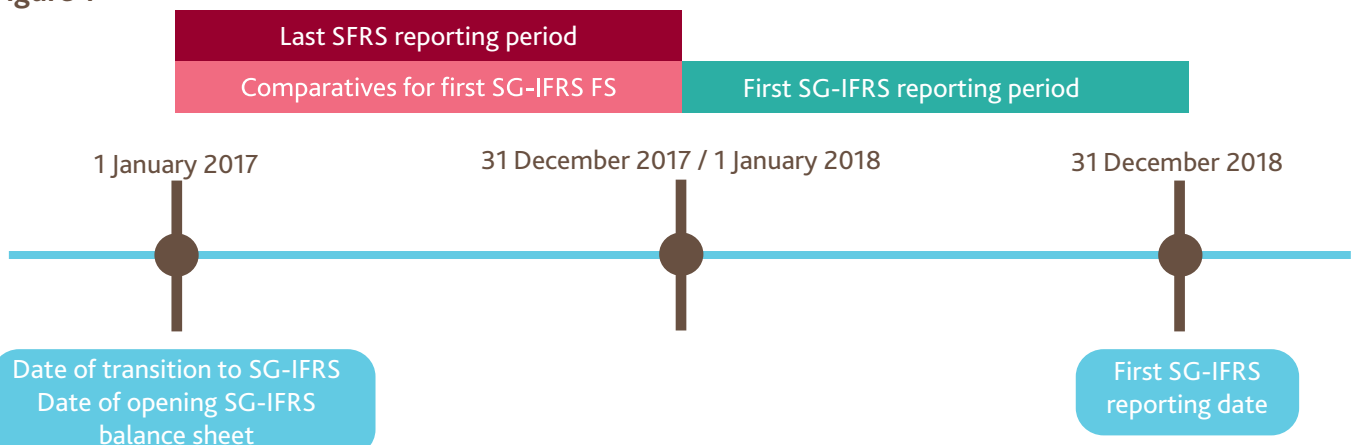 Last SFRS reporting period
Comparatives for first SG-IFRS FS
First SG-IFRS reporting period
1 January 2017
31 December 2017 / 1 January 2018
31 December 2018
Date of transition to SG-IFRS
Date of opening SG-IFRS
balance sheet
First SG-IFRS
reporting date